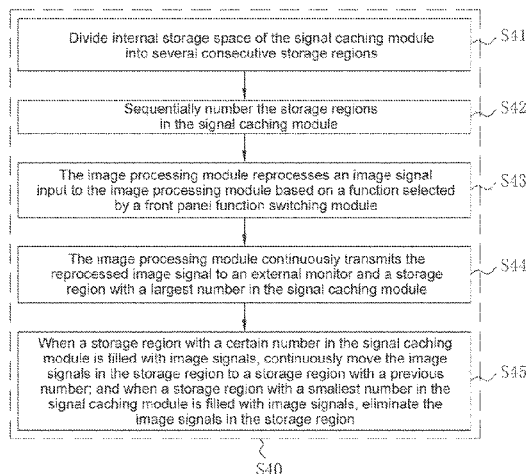 Divide internal storage space of the signal caching module
into several consecutive storage regions
S41
Sequentially number the storage regions
in the signal caching module
S42
The image processing module reprocesses an image signal
input to the image processing module based on a function selected
by a front panel function switching module
S43
The image processing module continuously transmits the
reprocessed image signal to an external monitor and a storage
region with a largest number in the signal caching module
S44
When a storage region with a certain number in the signal caching
module is filled with image signals, continuously move the image
signals in the storage region to a storage region with a previous
number; and when a storage region with a smallest number in the
signal caching module is filled with image signals, eliminate the
image signals in the storage region
S45
S40